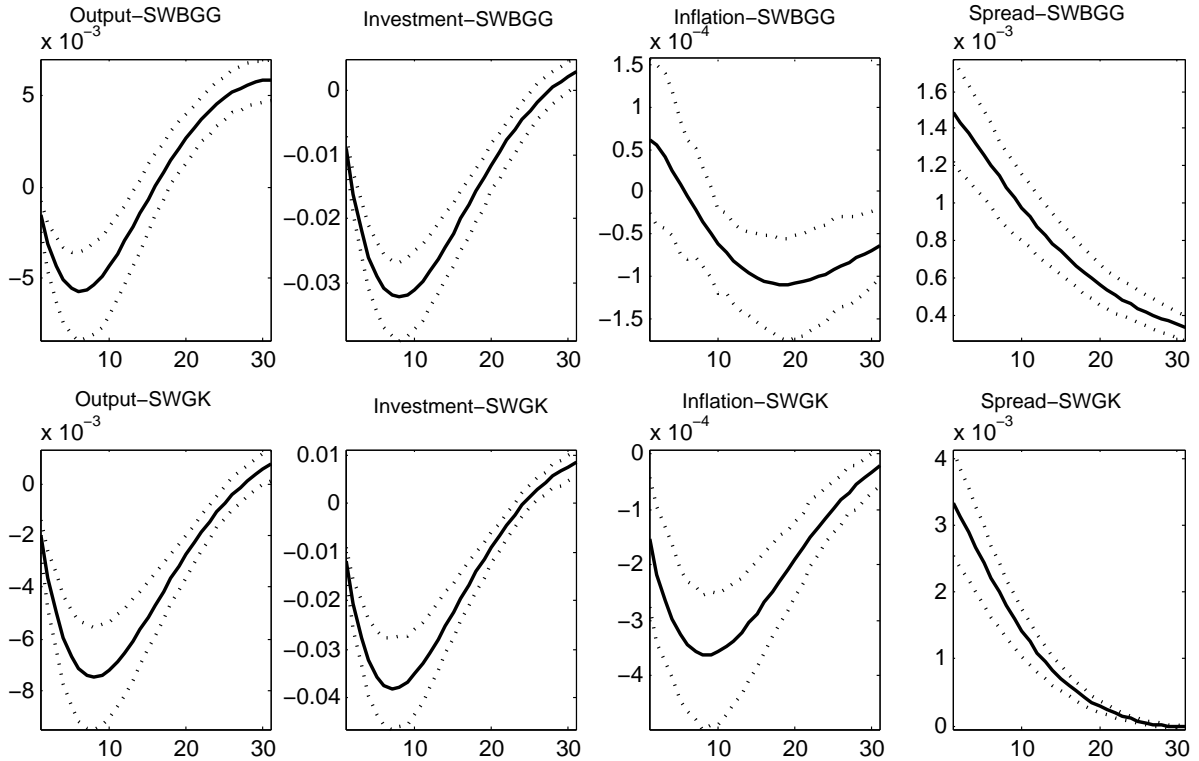 Output−SWBGG
x 10−3
5
0
−5
10 20 30
Investment−SWBGG
0
−0.01
−0.02
−0.03
10 20 30
Inflation−SWBGG
x 10−4
1.5
1
0.5
0
−0.5
−1
−1.5
10 20 30
Spread−SWBGG
x 10−3
1.6
1.4
1.2
1
0.8
0.6
0.4
10 20 30
Output−SWGK
x 10−3
0
−2
−4
−6
−8
10 20 30
Investment−SWGK
0.01
0
−0.01
−0.02
−0.03
−0.04
10 20 30
Inflation−SWGK
x 10−4
0
−1
−2
−3
−4
10 20 30
Spread−SWGK
x 10−3
4
3
2
1
0
10 20 30